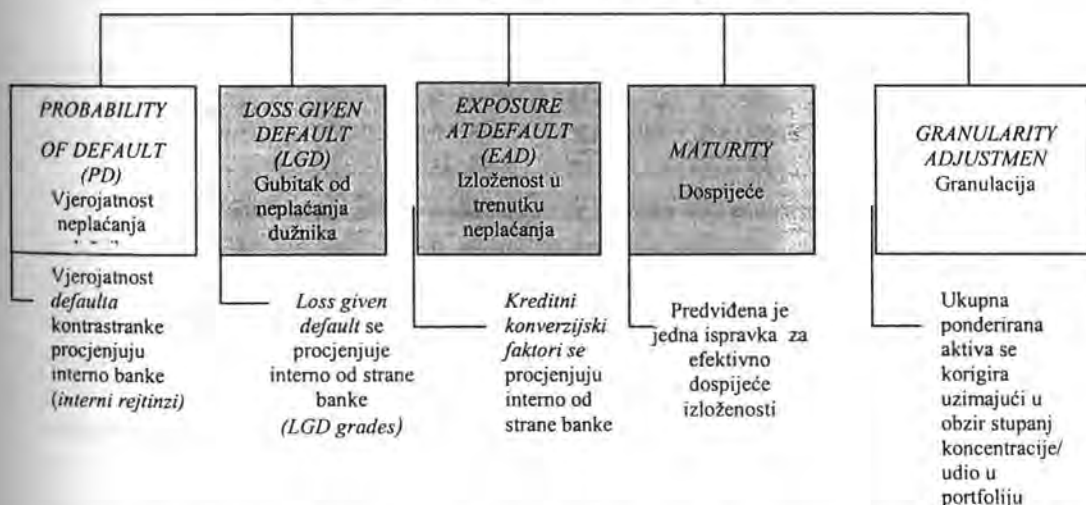 PROBABILITY
OF DEFAULT
(PD)
Vjerojatnost
neplaćanja
LOSS GIVEN
DEFAULT
(LGD)
Gubitak od
neplaćanja
dužnika
EXPOSURE
AT DEFAULT
(EAD)
Izloženost u
trenutku
neplaćanja
MATURITY
Dospijeće
GRANULARITY
ADJUSTMEN
Granulacija
Vjerojatnost
defaulta
kontrastranke
procjenjuju
interno banke
(interni rejtinzi)
Loss given
default se
procjenjuje
interno od strane
banke
(LGD grades)
Kreditni
konverzijski
faktori se
procjenjuju
interno od
strane banke
Predviđena je
jedna ispravka za
efektivno
dospijeće
izloženosti
Ukupna
ponderirana
aktiva se
korigira
uzimajući u
obzir stupanj
koncentracije/
udio u
portfoliju